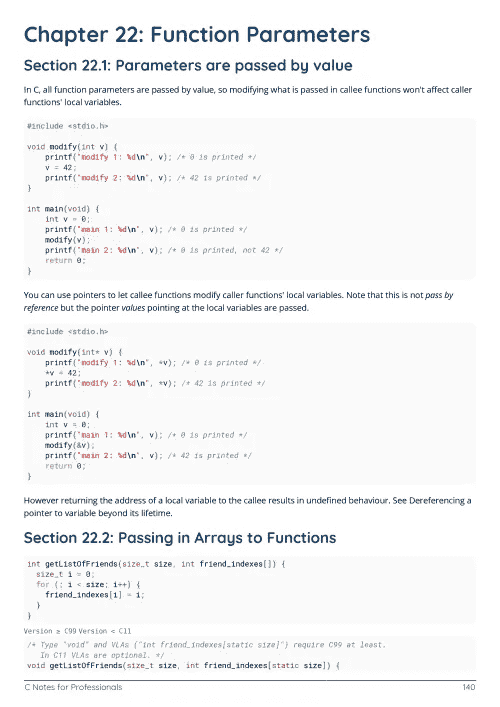 Chapter 22: Function Parameters
Section 22.1: Parameters are passed by value
In C, all function parameters are passed by value, so modifying what is passed in callee functions won't affect caller
functions' local variables.
#include <stdio.h>
void modify(int v) {
printf("modify 1: %d\n", v); /* 0 is printed */
v = 42;
printf("modify 2: %d\n", v); /* 42 is printed */
}
int main(void) {
int v = 0;
printf("main 1: %d\n", v); /* 0 is printed */
modify(v);
printf("main 2: %d\n", v); /* 0 is printed, not 42 */
return 0;
}
You can use pointers to let callee functions modify caller functions' local variables. Note that this is not pass by
reference but the pointer values pointing at the local variables are passed.
#include <stdio.h>
void modify(int* v) {
printf("modify 1: %d\n", *v); /* 0 is printed */
*v = 42;
printf("modify 2: %d\n", *v); /* 42 is printed */
}
int main(void) {
int v = 0;
printf("main 1: %d\n", v); /* 0 is printed */
modify(&v);
printf("main 2: %d\n", v); /* 42 is printed */
return 0;
}
However returning the address of a local variable to the callee results in undefined behaviour. See Dereferencing a
pointer to variable beyond its lifetime.
Section 22.2: Passing in Arrays to Functions
int getListOfFriends(size_t size, int friend_indexes[]) {
size_t i = 0;
for (; i < size; i++) {
friend_indexes[i] = i;
}
}
Version ≥ C99 Version < C11
/* Type "void" and VLAs ("int friend_indexes[static size]") require C99 at least.
In C11 VLAs are optional. */
void getListOfFriends(size_t size, int friend_indexes[static size]) {
C Notes for Professionals 140